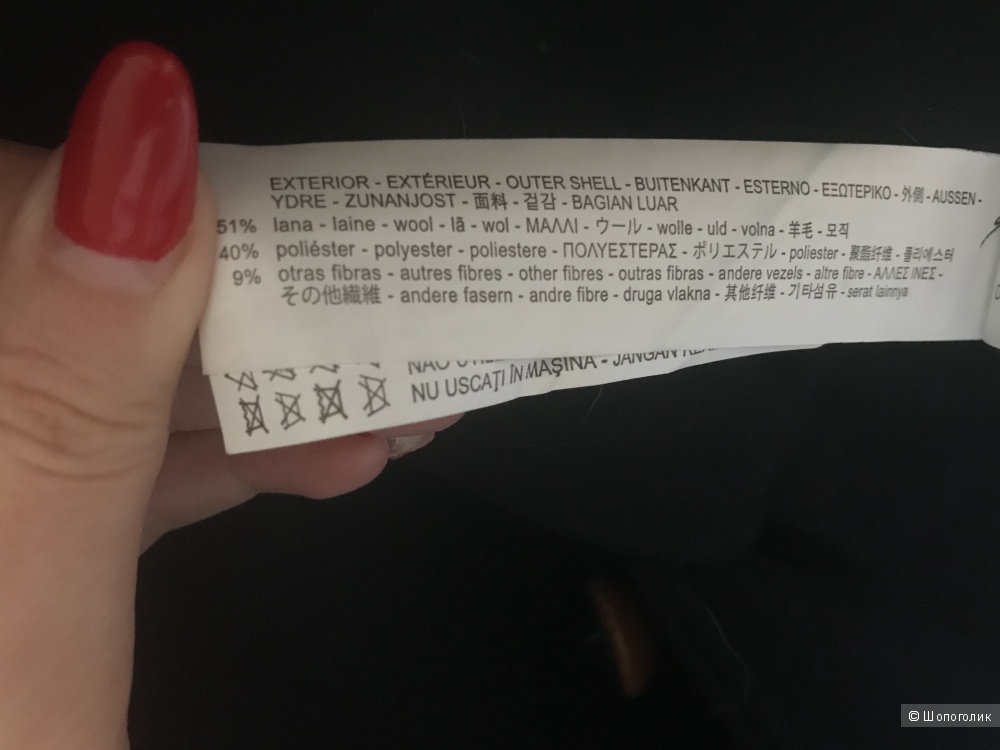 EXTERIOR - EXTÉRIEUR - OUTER SHELL - BUITENKANT - ESTERNO - ΕΞΩΤΕΡΙΚΟ - 外側 - AUSSEN -
YDRE - ZUNANJOST - 面料 - 겉감 - BAGIAN LUAR
51% lana - laine - wool - lã - wol - ΜΑΛΛΙ - ウール - wolle - uld - volna - 羊毛 - 모직
40% poliéster - polyester - poliestere - ΠΟΛΥΕΣΤΕΡΑΣ - ポリエステル - poliester - 聚酯纤维 - 폴리에스터
9% otras fibras - autres fibres - other fibres - outras fibras - andere vezels - altre fibre - ΑΛΛΕΣ ΙΝΕΣ -
その他繊維 - andere fasern - andre fibre - druga vlakna - 其他纤维 - 기타섬유 - serat lainnya
NÃO
NU USCAŢI ÎN MAŞINA - JANGAN
© Шопоголик